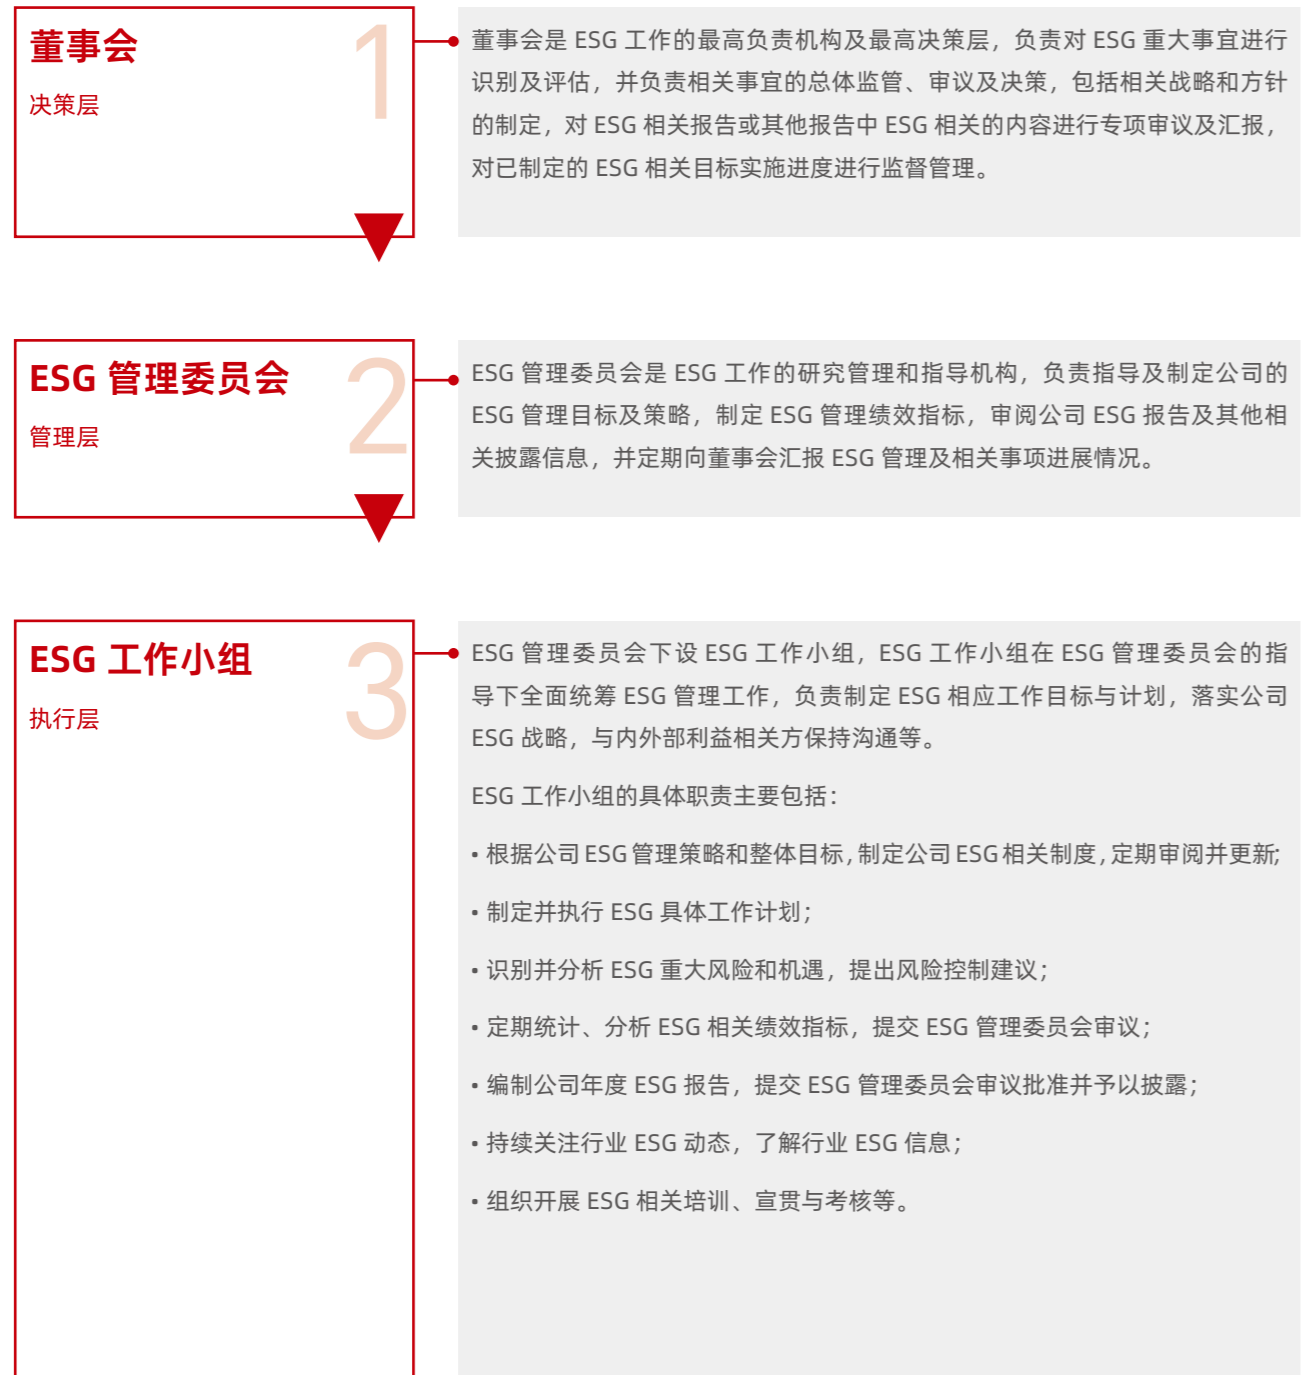 董事会
决策层
1
董事会是 ESG 工作的最高负责机构及最高决策层，负责对 ESG 重大事宜进行
识别及评估，并负责相关事宜的总体监管、审议及决策，包括相关战略和方针
的制定，对 ESG 相关报告或其他报告中 ESG 相关的内容进行专项审议及汇报，
对已制定的 ESG 相关目标实施进度进行监督管理。
ESG 管理委员会
管理层
2
ESG 管理委员会是 ESG 工作的研究管理和指导机构，负责指导及制定公司的
ESG 管理目标及策略，制定 ESG 管理绩效指标，审阅公司 ESG 报告及其他相
关披露信息，并定期向董事会汇报 ESG 管理及相关事项进展情况。
ESG 工作小组
执行层
3
ESG 管理委员会下设 ESG 工作小组，ESG 工作小组在 ESG 管理委员会的指
导下全面统筹 ESG 管理工作，负责制定 ESG 相应工作目标与计划，落实公司
ESG 战略，与内外部利益相关方保持沟通等。
ESG 工作小组的具体职责主要包括：
• 根据公司 ESG 管理策略和整体目标，制定公司 ESG 相关制度，定期审阅并更新；
• 制定并执行 ESG 具体工作计划；
• 识别并分析 ESG 重大风险和机遇，提出风险控制建议；
• 定期统计、分析 ESG 相关绩效指标，提交 ESG 管理委员会审议；
• 编制公司年度 ESG 报告，提交 ESG 管理委员会审议批准并予以披露；
• 持续关注行业 ESG 动态，了解行业 ESG 信息；
• 组织开展 ESG 相关培训、宣贯与考核等。